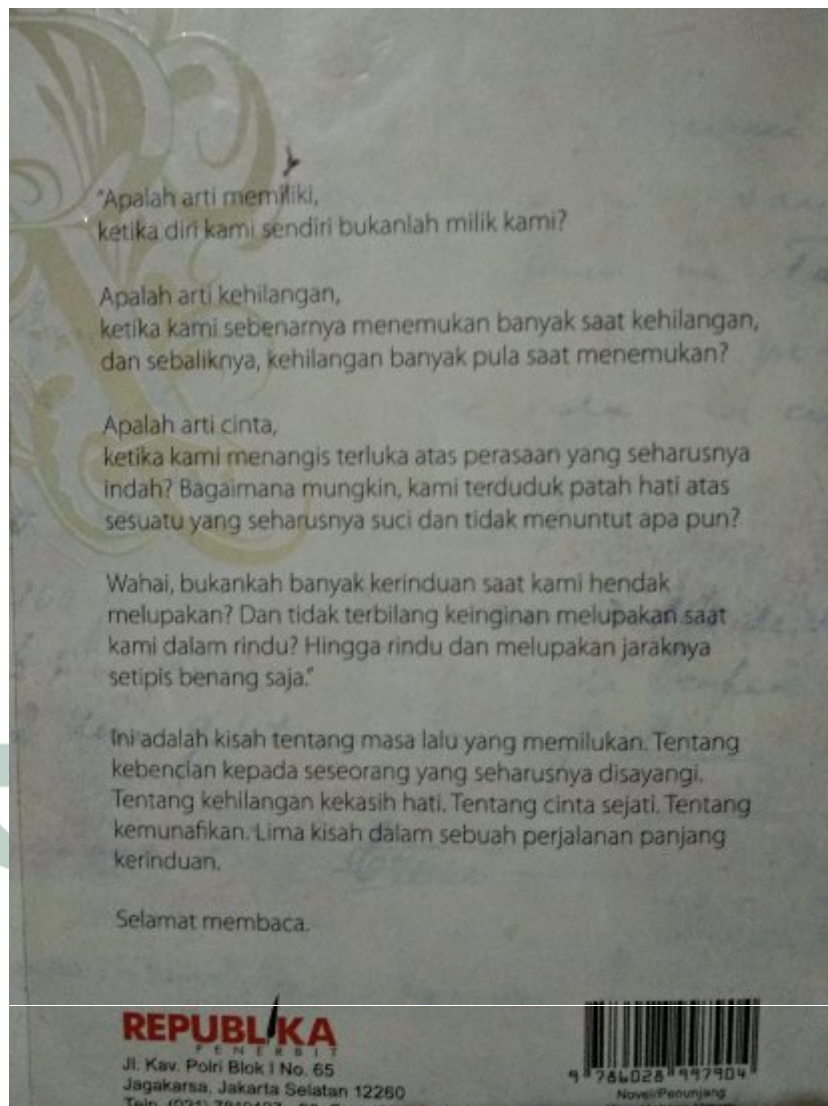 "Apalah arti memiliki,
ketika diri kami sendiri bukanlah milik kami?
Apalah arti kehilangan,
ketika kami sebenarnya menemukan banyak saat kehilangan,
dan sebaliknya, kehilangan banyak pula saat menemukan?
Apalah arti cinta,
ketika kami menangis terluka atas perasaan yang seharusnya
indah? Bagaimana mungkin, kami terduduk patah hati atas
sesuatu yang seharusnya suci dan tidak menuntut apa pun?
Wahai, bukankah banyak kerinduan saat kami hendak
melupakan? Dan tidak terbilang keinginan melupakan saat
kami dalam rindu? Hingga rindu dan melupakan jaraknya
setipis benang saja."
Ini adalah kisah tentang masa lalu yang memilukan. Tentang
kebencian kepada seseorang yang seharusnya disayangi.
Tentang kehilangan kekasih hati. Tentang cinta sejati. Tentang
kemunafikan. Lima kisah dalam sebuah perjalanan panjang
kerinduan.
Selamat membaca.
REPUBLIKA
PENERBIT
Jl. Kav. Polri Blok I No. 65
Jagakarsa, Jakarta Selatan 12260
9 786028 997904
Novel/Penunjang